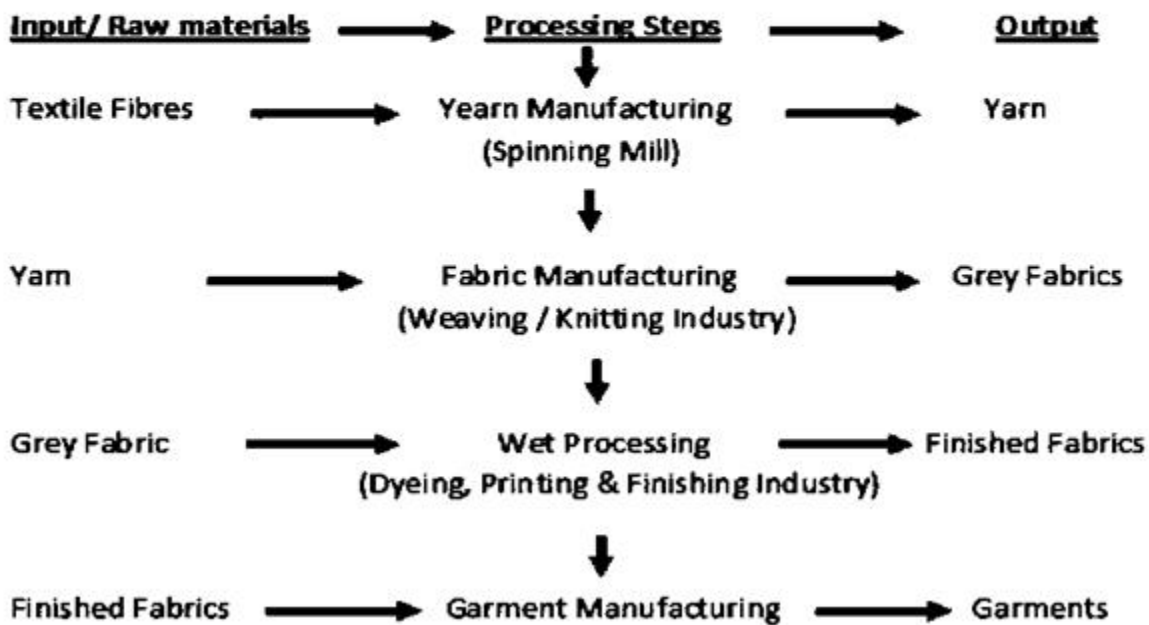 Input/ Raw materials Processing Steps Output
Textile Fibres Yearn Manufacturing Yarn
(Spinning Mill)
Yarn Fabric Manufacturing Grey Fabrics
(Weaving / Knitting Industry)
Grey Fabric Wet Processing Finished Fabrics
(Dyeing, Printing & Finishing Industry)
Finished Fabrics Garment Manufacturing Garments